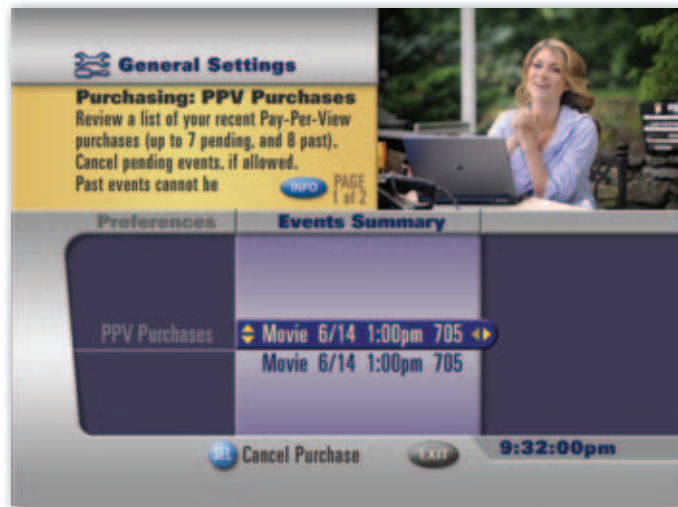 General Settings
Purchasing: PPV Purchases
Review a list of your recent Pay-Per-View
purchases (up to 7 pending, and 8 past).
Cancel pending events, if allowed.
Past events cannot be
INFO
PAGE
1 of 2
Preferences
Events Summary
PPV Purchases
Movie 6/14 1:00pm 705
Movie 6/14 1:00pm 705
SEL Cancel Purchase
EXIT
9:32:00pm